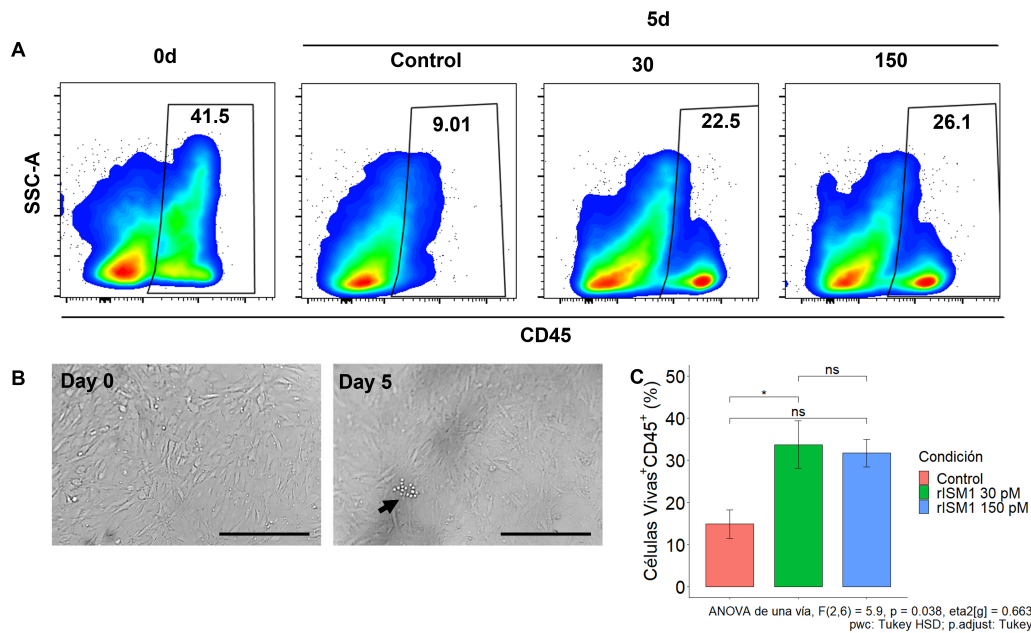 5d
A
0d
Control
30
150
41.5
9.01
22.5
26.1
SSC-A
CD45
B
Day 0
Day 5
C
Células Vivas⁺CD45⁺ (%)
50
40
30
20
10
0
ns
*
ns
Condición
Control
rISM1 30 pM
rISM1 150 pM
ANOVA de una vía, F(2,6) = 5.9, p = 0.038, eta2[g] = 0.663
pwc: Tukey HSD; p.adjust: Tukey